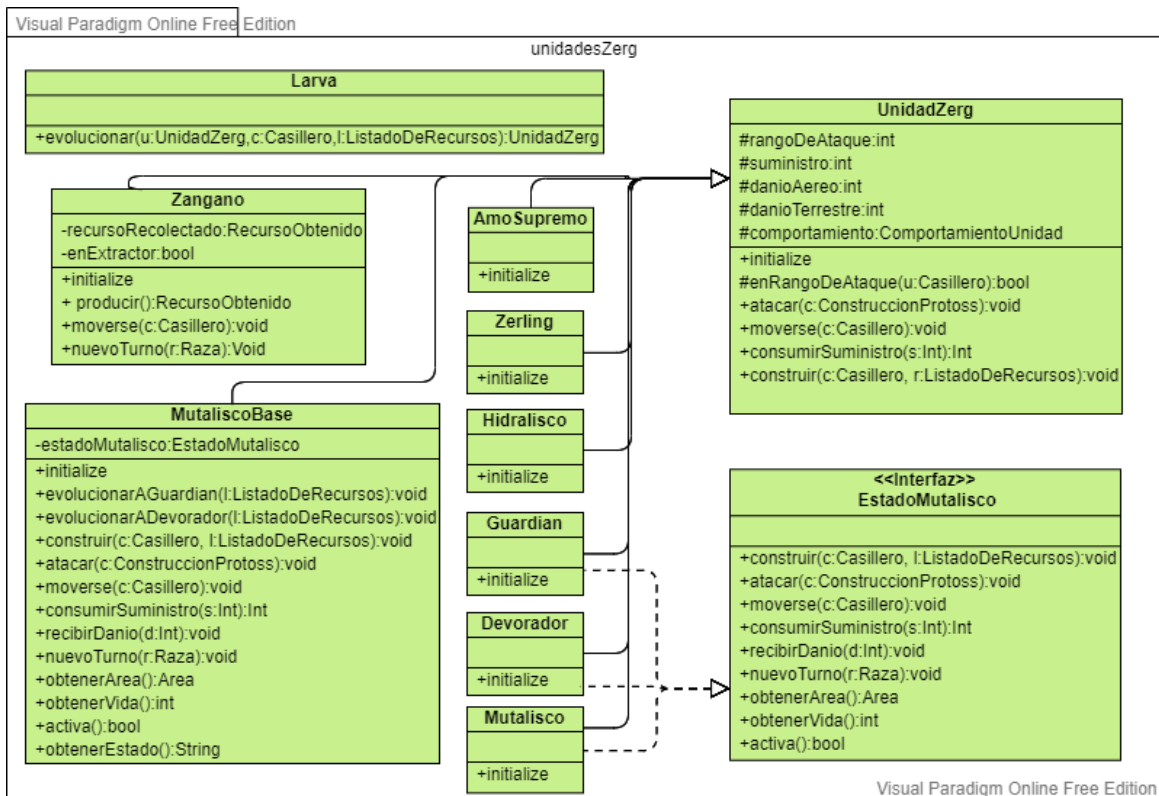 Visual Paradigm Online Free Edition
unidadesZerg
Larva
+evolucionar(u:UnidadZerg,c:Casillero,l:ListadoDeRecursos):UnidadZerg
Zangano
-recursoRecolectado:RecursoObtenido
-enExtractor:bool
+initialize
+ producir():RecursoObtenido
+moverse(c:Casillero):void
+nuevoTurno(r:Raza):Void
MutaliscoBase
-estadoMutalisco:EstadoMutalisco
+initialize
+evolucionarAGuardian(l:ListadoDeRecursos):void
+evolucionarADevorador(l:ListadoDeRecursos):void
+construir(c:Casillero, l:ListadoDeRecursos):void
+atacar(c:ConstruccionProtoss):void
+moverse(c:Casillero):void
+consumirSuministro(s:Int):Int
+recibirDanio(d:Int):void
+nuevoTurno(r:Raza):void
+obtenerArea():Area
+obtenerVida():int
+activa():bool
+obtenerEstado():String
AmoSupremo
+initialize
Zerling
+initialize
Hidralisco
+initialize
Guardian
+initialize
Devorador
+initialize
Mutalisco
+initialize
UnidadZerg
#rangoDeAtaque:int
#suministro:int
#danioAereo:int
#danioTerrestre:int
#comportamiento:ComportamientoUnidad
+initialize
#enRangoDeAtaque(u:Casillero):bool
+atacar(c:ConstruccionProtoss):void
+moverse(c:Casillero):void
+consumirSuministro(s:Int):Int
+construir(c:Casillero, r:ListadoDeRecursos):void
<<Interfaz>>
EstadoMutalisco
+construir(c:Casillero, l:ListadoDeRecursos):void
+atacar(c:ConstruccionProtoss):void
+moverse(c:Casillero):void
+consumirSuministro(s:Int):Int
+recibirDanio(d:Int):void
+nuevoTurno(r:Raza):void
+obtenerArea():Area
+obtenerVida():int
+activa():bool
Visual Paradigm Online Free Edition